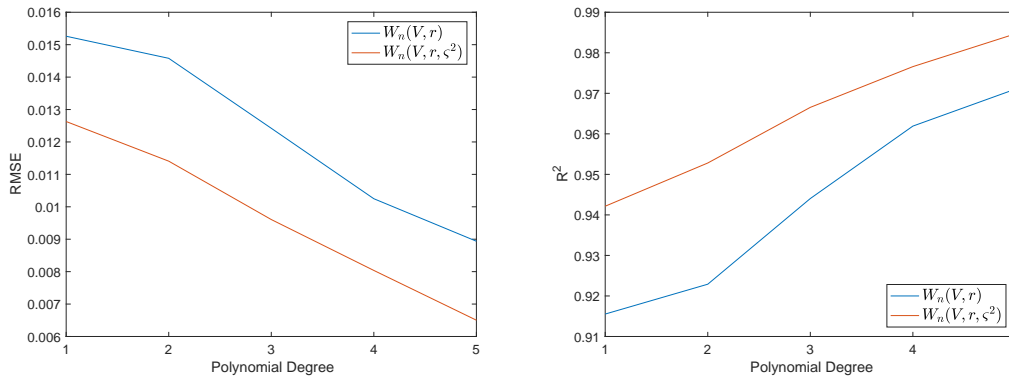 0.016
0.015
0.014
0.013
0.012
0.011
0.01
0.009
0.008
0.007
0.006
RMSE
1 2 3 4 5
Polynomial Degree
W_n(V, r)
W_n(V, r, ς²)
0.99
0.98
0.97
0.96
0.95
0.94
0.93
0.92
0.91
R²
1 2 3 4
Polynomial Degree
W_n(V, r)
W_n(V, r, ς²)